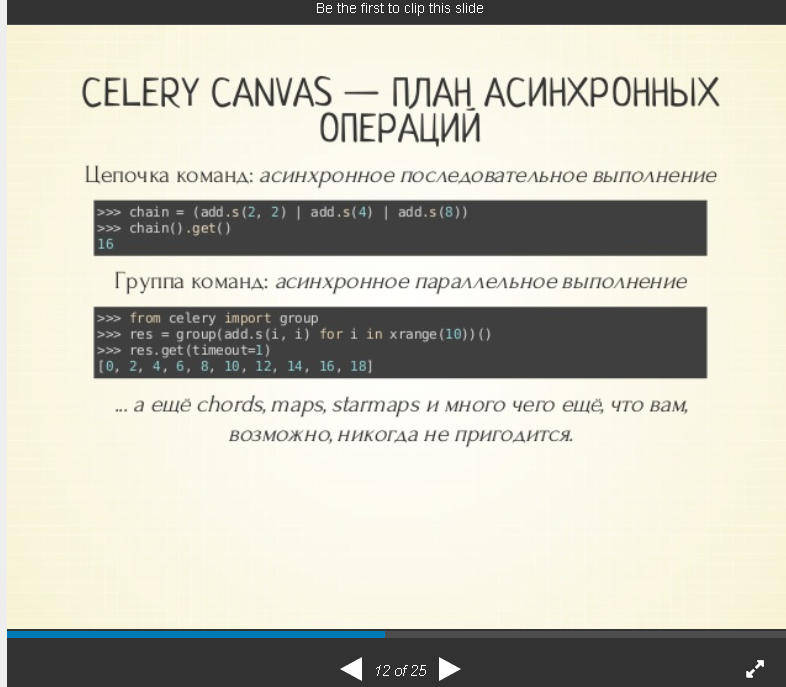 Be the first to clip this slide
CELERY CANVAS — ПЛАН АСИНХРОННЫХ
ОПЕРАЦИЙ
Цепочка команд: асинхронное последовательное выполнение
>>> chain = (add.s(2, 2) | add.s(4) | add.s(8))
>>> chain().get()
16
Группа команд: асинхронное параллельное выполнение
>>> from celery import group
>>> res = group(add.s(i, i) for i in xrange(10))()
>>> res.get(timeout=1)
[0, 2, 4, 6, 8, 10, 12, 14, 16, 18]
... а ещё chords, maps, starmaps и много чего ещё, что вам,
возможно, никогда не пригодится.
12 of 25